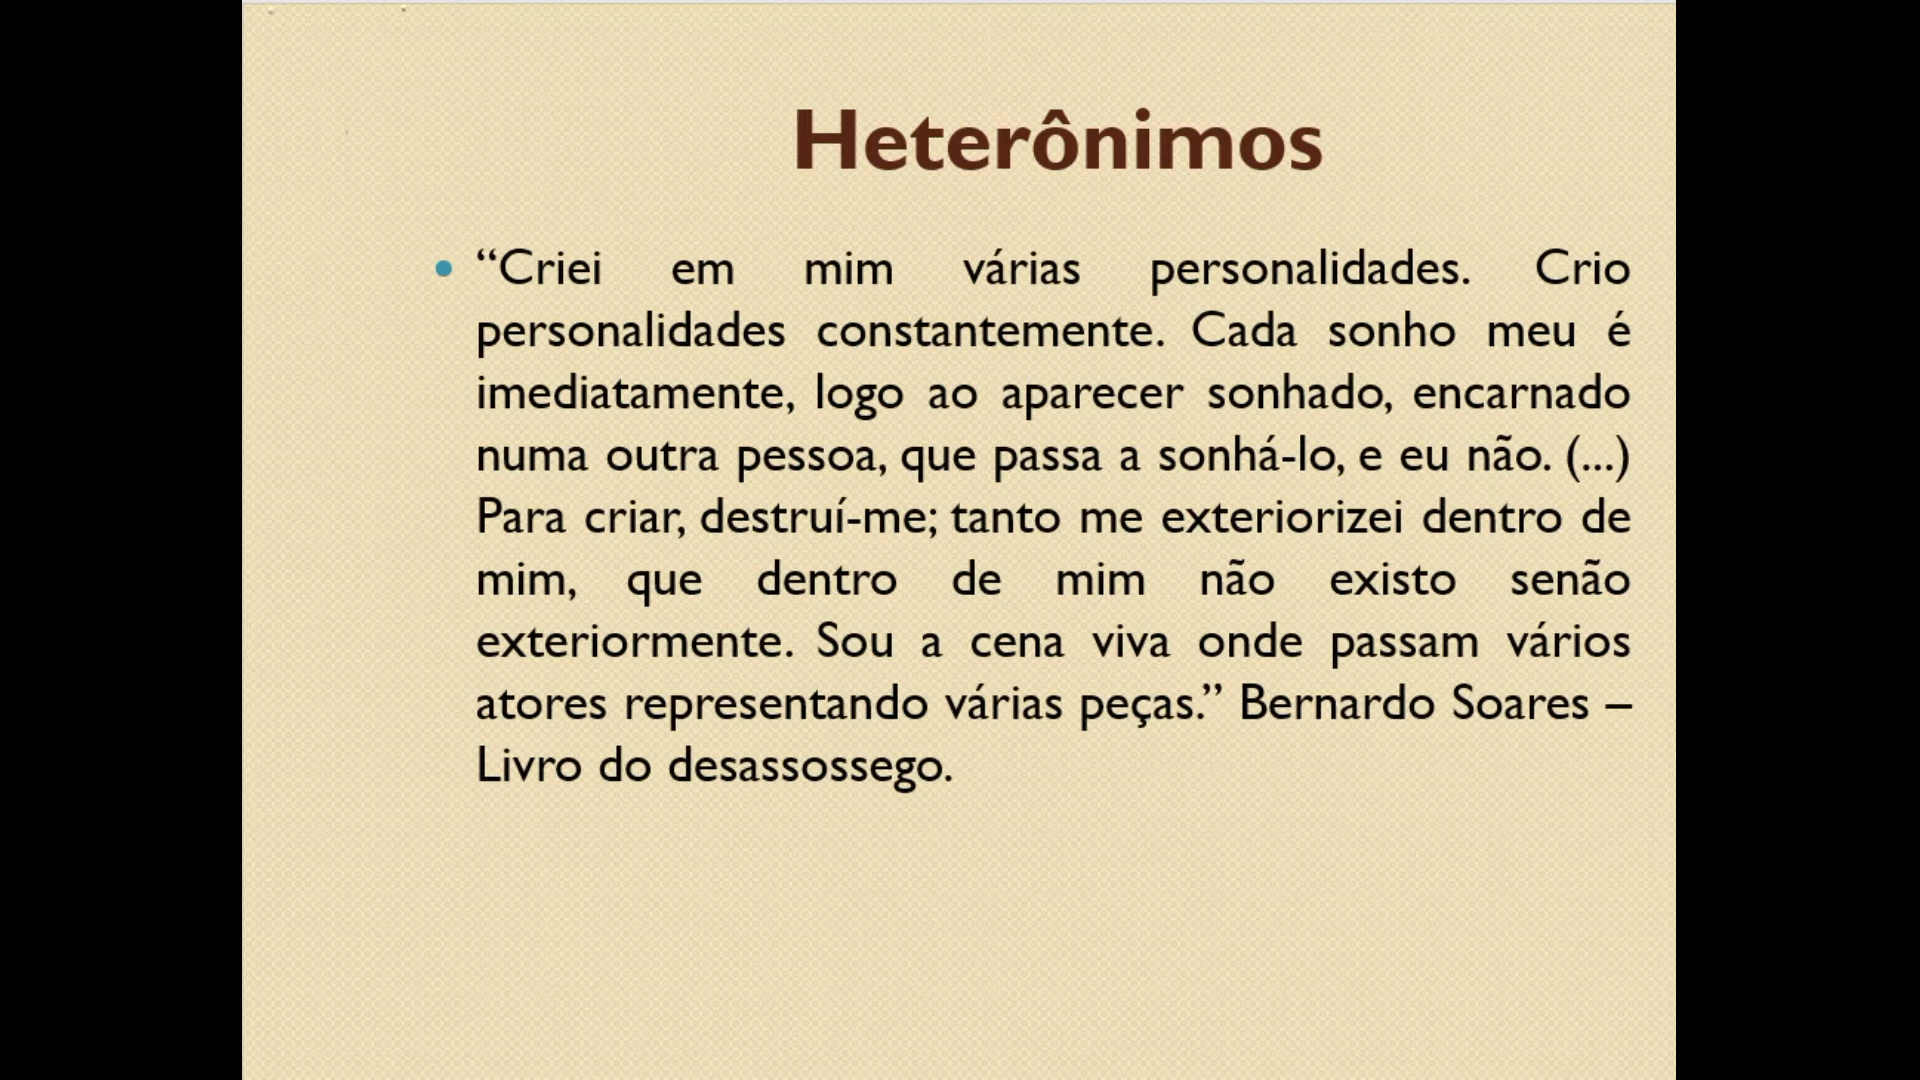 Heterônimos
• “Criei em mim várias personalidades. Crio
personalidades constantemente. Cada sonho meu é
imediatamente, logo ao aparecer sonhado, encarnado
numa outra pessoa, que passa a sonhá-lo, e eu não. (...)
Para criar, destruí-me; tanto me exteriorizei dentro de
mim, que dentro de mim não existo senão
exteriormente. Sou a cena viva onde passam vários
atores representando várias peças.” Bernardo Soares –
Livro do desassossego.